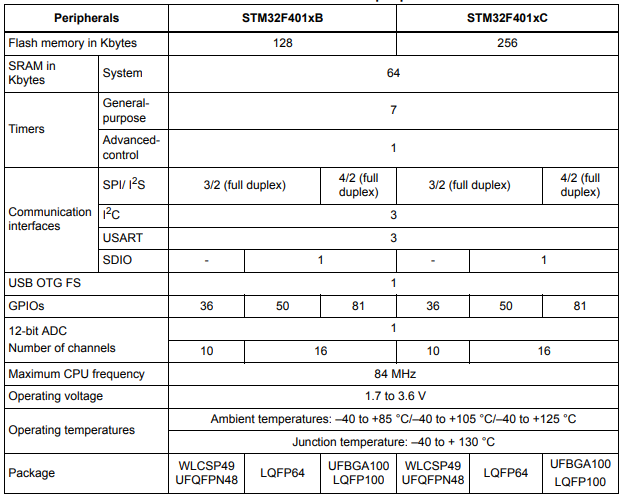 Peripherals STM32F401xB STM32F401xC
Flash memory in Kbytes 128 256
SRAM in
Kbytes System 64
Timers
General-
purpose 7
Advanced-
control 1
Communication
interfaces
SPI/ I2S 3/2 (full duplex) 4/2 (full
duplex) 3/2 (full duplex) 4/2 (full
duplex)
I2C 3
USART 3
SDIO - 1 - 1
USB OTG FS 1
GPIOs 36 50 81 36 50 81
12-bit ADC 1
Number of channels 10 16 10 16
Maximum CPU frequency 84 MHz
Operating voltage 1.7 to 3.6 V
Operating temperatures
Ambient temperatures: –40 to +85 °C/–40 to +105 °C/–40 to +125 °C
Junction temperature: –40 to + 130 °C
Package
WLCSP49
UFQFPN48
LQFP64
UFBGA100
LQFP100
WLCSP49
UFQFPN48
LQFP64
UFBGA100
LQFP100